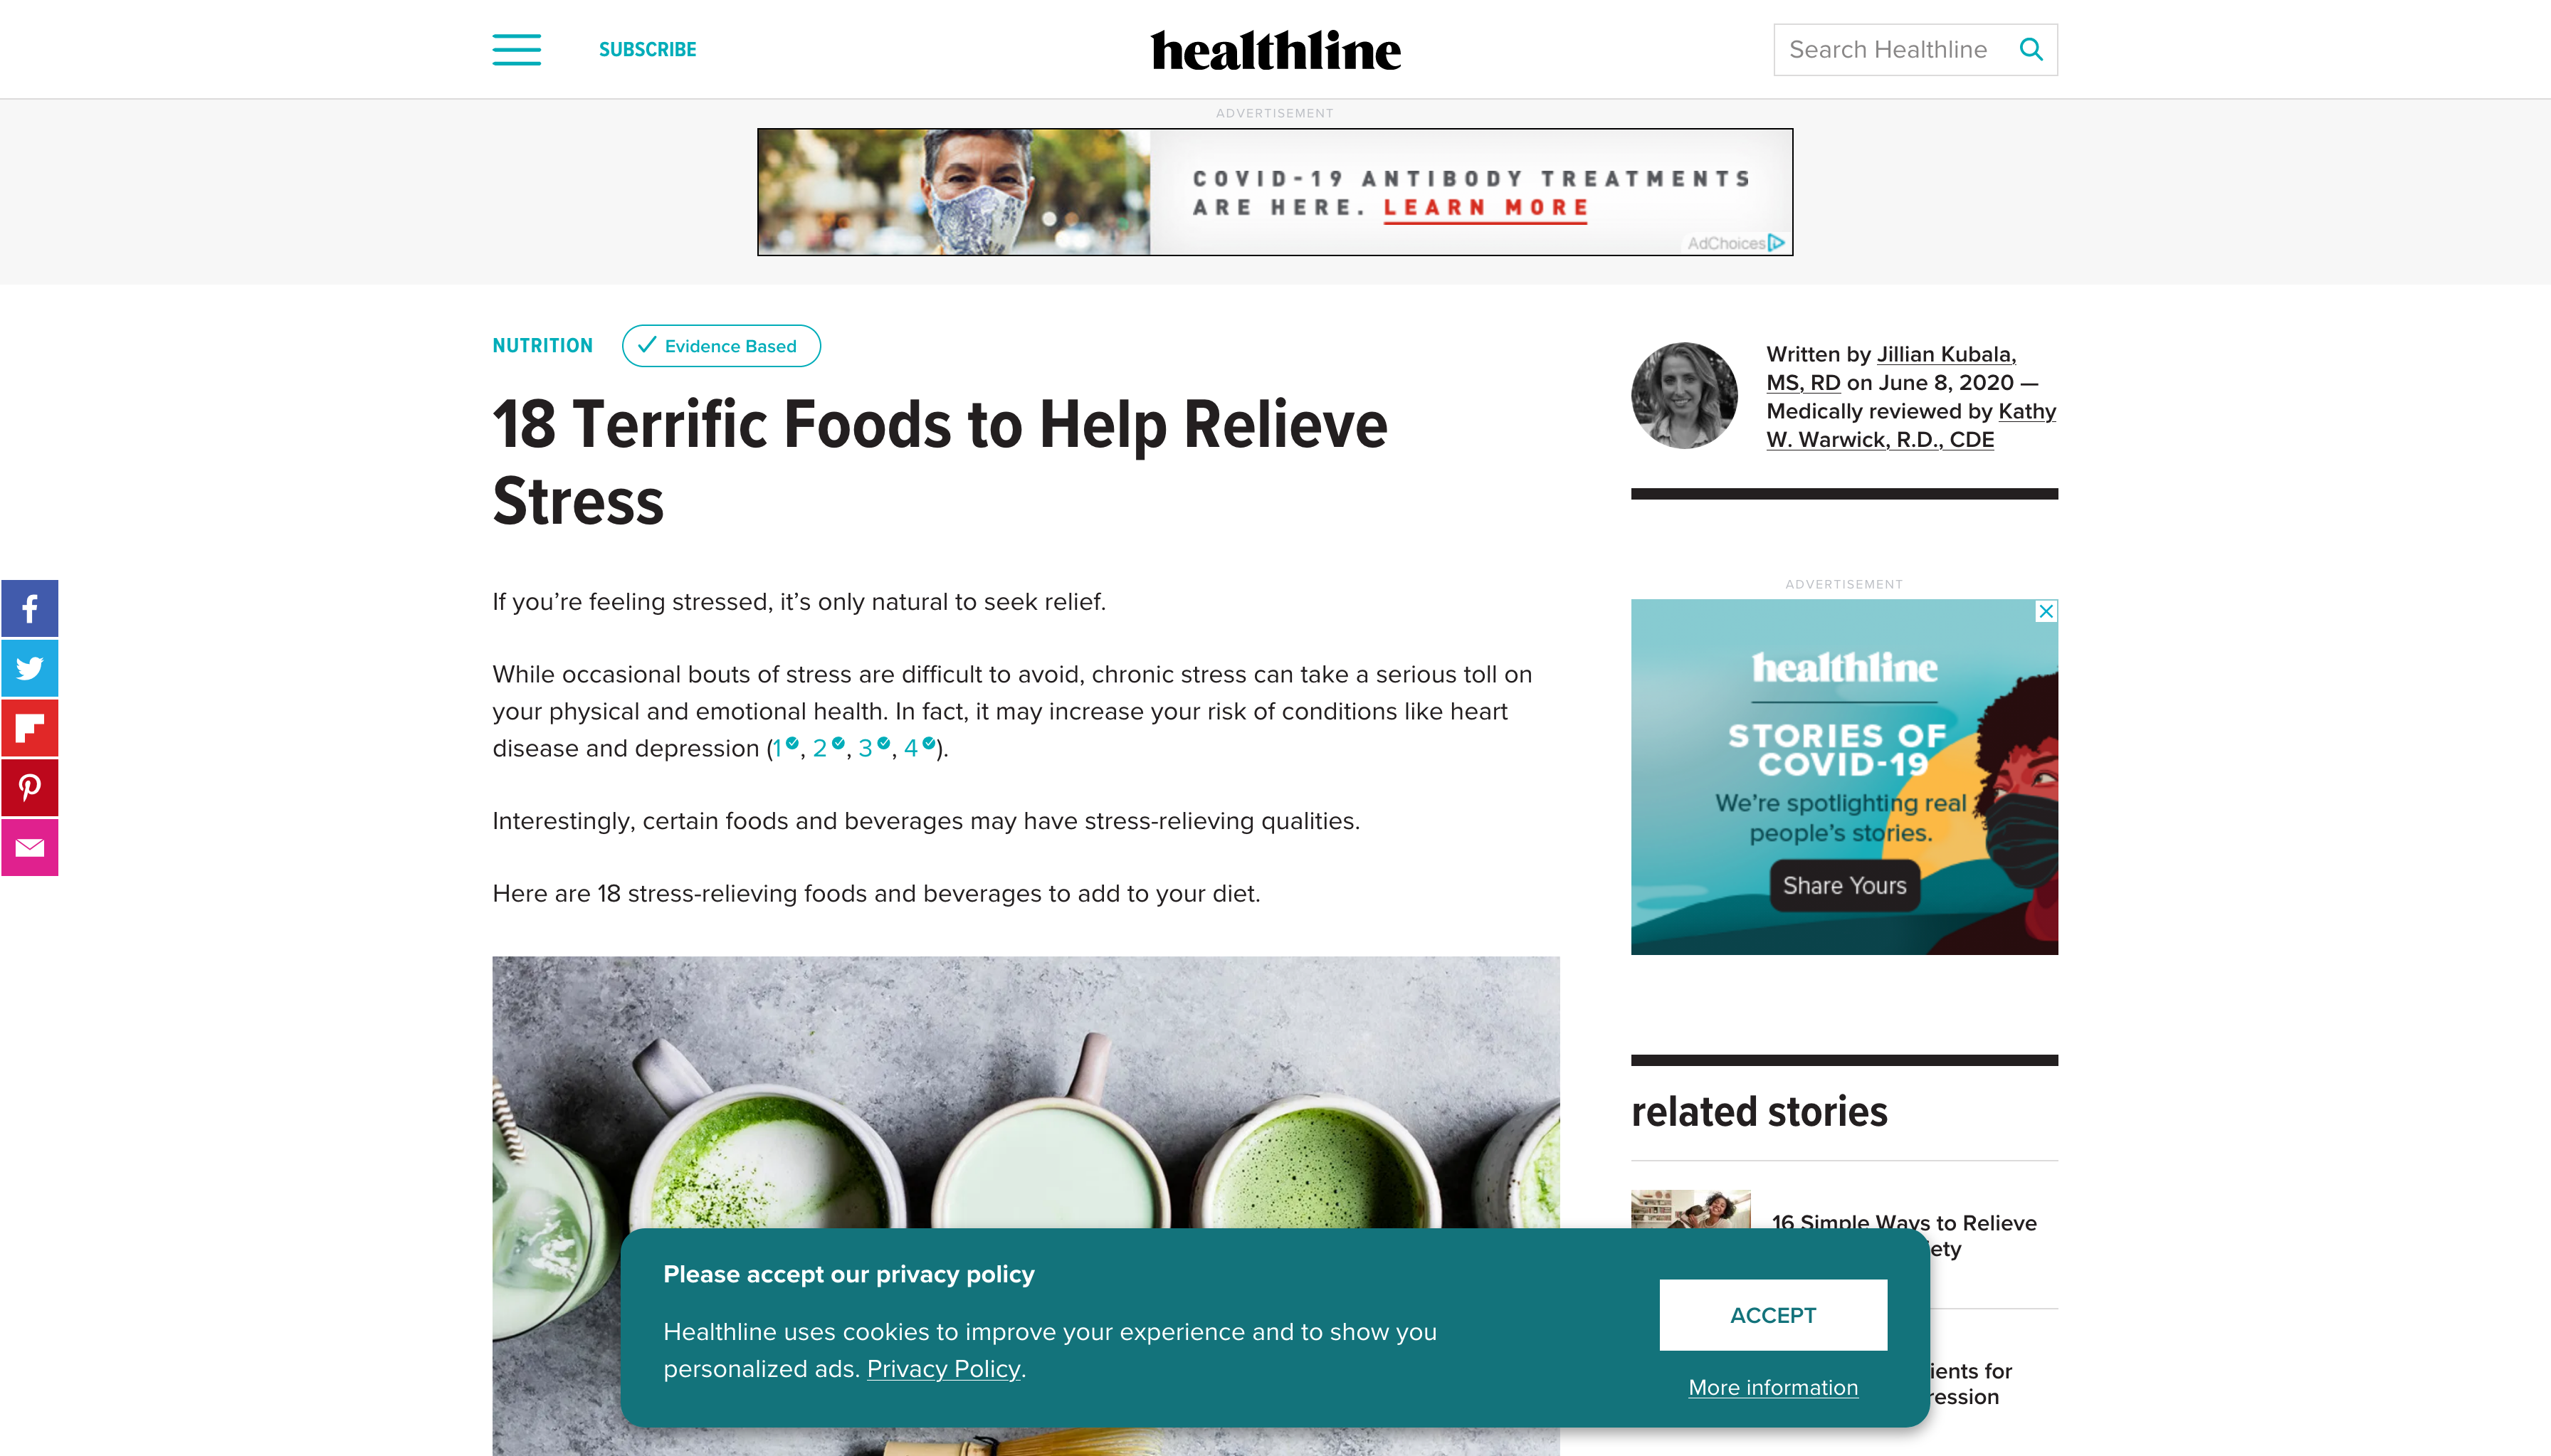 SUBSCRIBE
healthline
Search Healthline
ADVERTISEMENT
COVID-19 ANTIBODY TREATMENTS
ARE HERE. LEARN MORE
AdChoices
NUTRITION
Evidence Based
18 Terrific Foods to Help Relieve
Stress
If you’re feeling stressed, it’s only natural to seek relief.
While occasional bouts of stress are difficult to avoid, chronic stress can take a serious toll on
your physical and emotional health. In fact, it may increase your risk of conditions like heart
disease and depression (1, 2, 3, 4).
Interestingly, certain foods and beverages may have stress-relieving qualities.
Here are 18 stress-relieving foods and beverages to add to your diet.
Written by Jillian Kubala,
MS, RD on June 8, 2020 —
Medically reviewed by Kathy
W. Warwick, R.D., CDE
ADVERTISEMENT
healthline
STORIES OF
COVID-19
We’re spotlighting real
people’s stories.
Share Yours
related stories
16 Simple Ways to Relieve
iety
ients for
ression
Please accept our privacy policy
Healthline uses cookies to improve your experience and to show you
personalized ads. Privacy Policy.
ACCEPT
More information